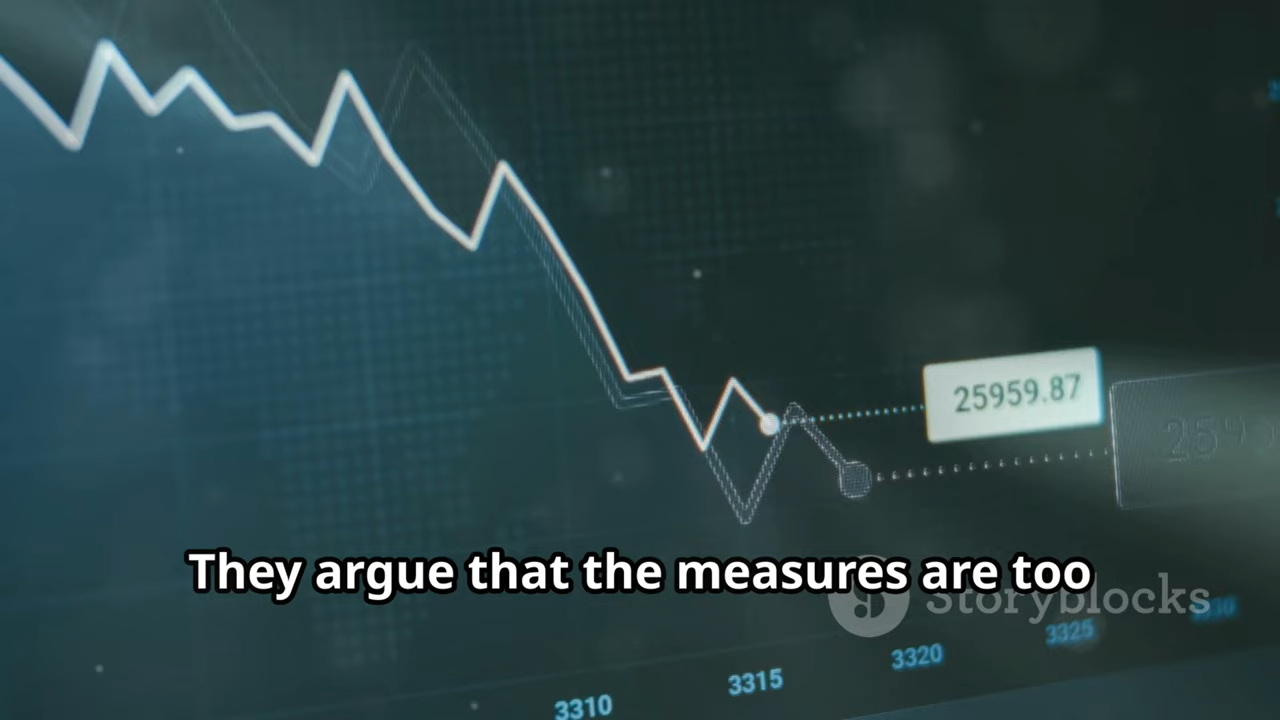 25959.87
They argue that the measures are too
Storyblocks
3310
3315
3320
3325